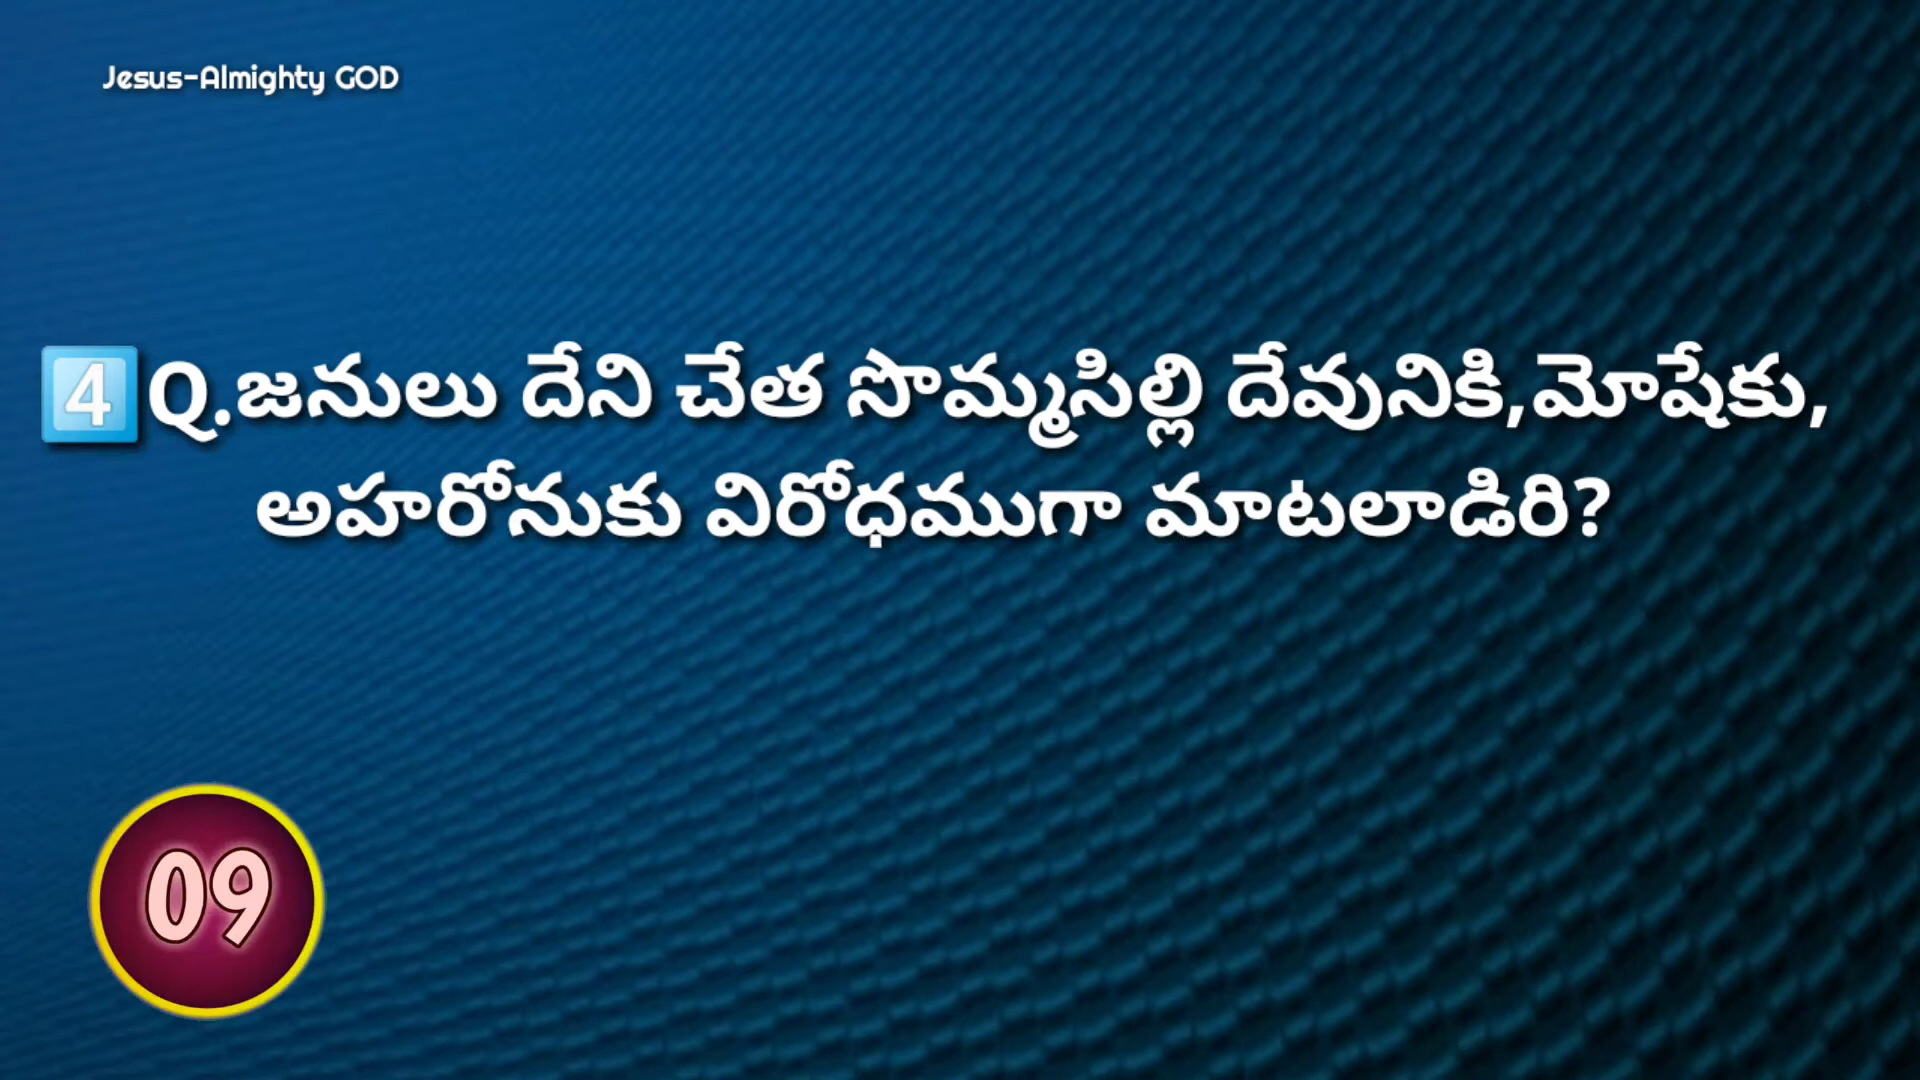 Jesus-Almighty GOD
4 Q.జనులు దేని చేత సొమ్మసిల్లి దేవునికి,మోషేకు,
అహరోనుకు విరోధముగా మాటలాడిరి?
09